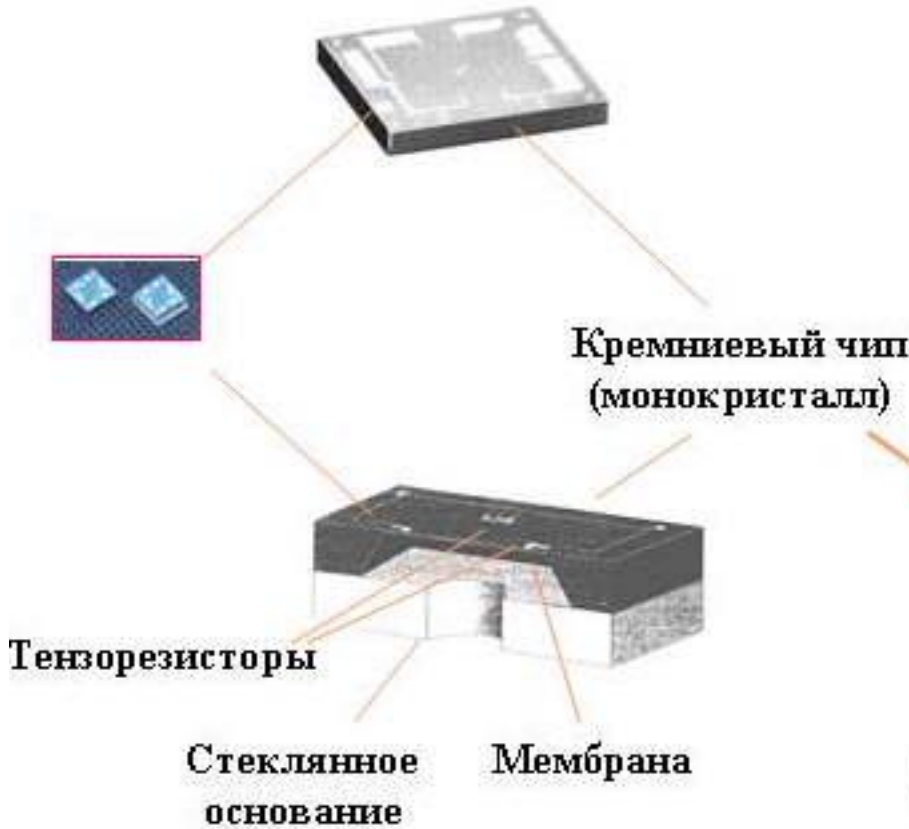 Кремниевый чип
(монокристалл)
Тензорезисторы
Стеклянное
основание
Мембрана